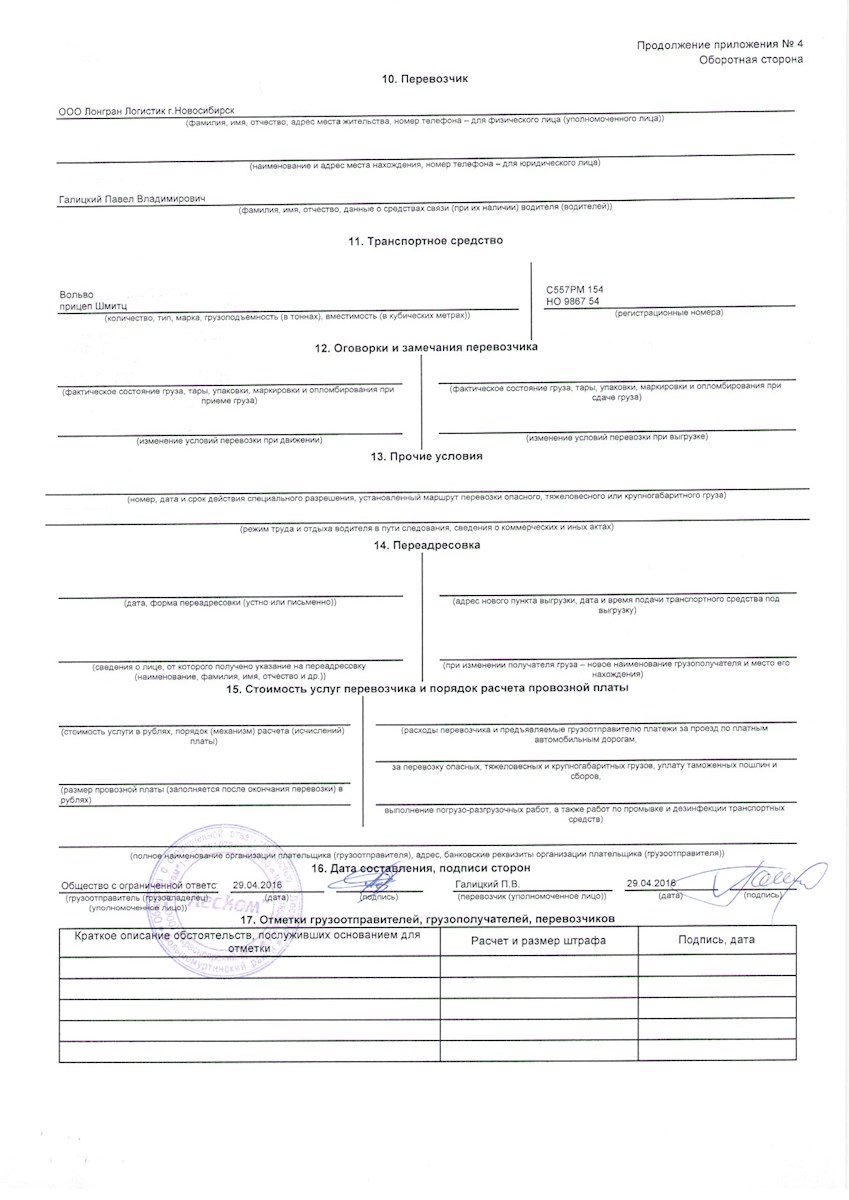 Продолжение приложения № 4
Оборотная сторона
10. Перевозчик
ООО Лонгран Логистик г.Новосибирск
(фамилия, имя, отчество, адрес места жительства, номер телефона – для физического лица (уполномоченного лица))
(наименование и адрес места нахождения, номер телефона – для юридического лица)
Галицкий Павел Владимирович
(фамилия, имя, отчество, данные о средствах связи (при их наличии) водителя (водителей))
11. Транспортное средство
Вольво
прицеп Шмитц
С557РМ 154
НО 9867 54
(количество, тип, марка, грузоподъемность (в тоннах), вместимость (в кубических метрах))
(регистрационные номера)
12. Оговорки и замечания перевозчика
(фактическое состояние груза, тары, упаковки, маркировки и опломбирования при
приеме груза)
(фактическое состояние груза, тары, упаковки, маркировки и опломбирования при
сдаче груза)
(изменение условий перевозки при движении)
(изменение условий перевозки при выгрузке)
13. Прочие условия
(номер, дата и срок действия специального разрешения, установленный маршрут перевозки опасного, тяжеловесного или крупногабаритного груза)
(режим труда и отдыха водителя в пути следования, сведения о коммерческих и иных актах)
14. Переадресовка
(дата, форма переадресовки (устно или письменно))
(адрес нового пункта выгрузки, дата и время подачи транспортного средства под
выгрузку)
(сведения о лице, от которого получено указание на переадресовку
(наименование, фамилия, имя, отчество и др.))
(при изменении получателя груза – новое наименование грузополучателя и место его
нахождения)
15. Стоимость услуг перевозчика и порядок расчета провозной платы
(стоимость услуги в рублях, порядок (механизм) расчета (исчислений)
платы)
(расходы перевозчика и предъявляемые грузоотправителю платежи за проезд по платным
автомобильным дорогам,
за перевозку опасных, тяжеловесных и крупногабаритных грузов, уплату таможенных пошлин и
сборов,
(размер провозной платы (заполняется после окончания перевозки) в
рублях)
выполнение погрузо-разгрузочных работ, а также работ по промывке и дезинфекции транспортных
средств)
(полное наименование организации плательщика (грузоотправителя), адрес, банковские реквизиты организации плательщика (грузоотправителя))
16. Дата составления, подписи сторон
Общество с ограниченной ответс 29.04.2016 Галицкий П.В. 29.04.2016
(грузоотправитель (грузовладелец) (дата) (подпись) (перевозчик (уполномоченное лицо)) (дата) (подпись)
(уполномоченное лицо))
Леском
17. Отметки грузоотправителей, грузополучателей, перевозчиков
Краткое описание обстоятельств, послуживших основанием для
отметки
Расчет и размер штрафа
Подпись, дата